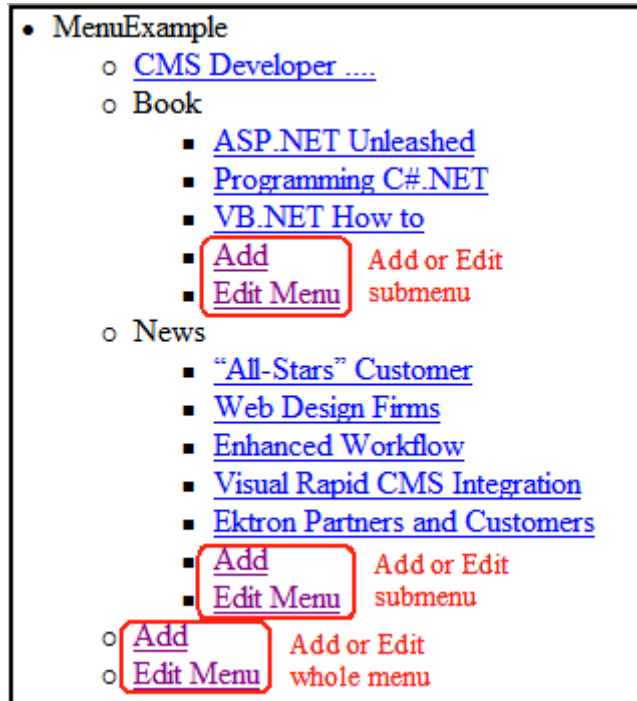 MenuExample
CMS Developer ....
Book
ASP.NET Unleashed
Programming C#.NET
VB.NET How to
Add
Edit Menu
Add or Edit
submenu
News
“All-Stars” Customer
Web Design Firms
Enhanced Workflow
Visual Rapid CMS Integration
Ektron Partners and Customers
Add
Edit Menu
Add or Edit
submenu
Add
Edit Menu
Add or Edit
whole menu